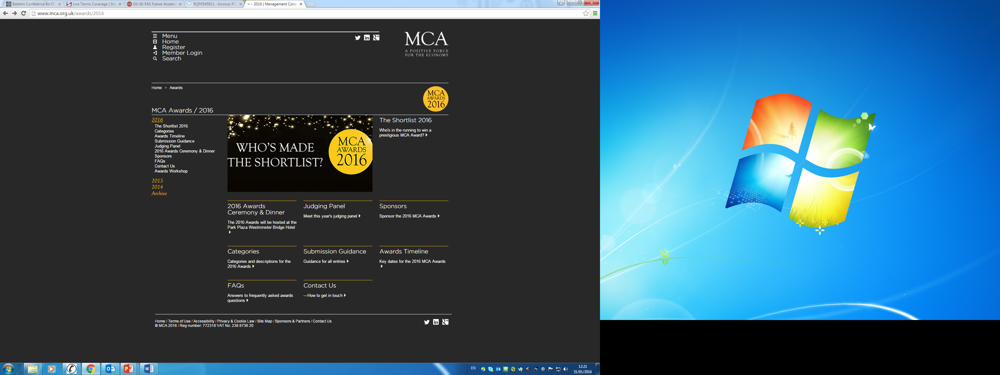 Bidders Conference for IT-
Live Tennis Coverage | Sky
GS-SE-FAS Future Acceler
RQF0545811 - Invoice: FC
2016 | Management Consu
www.mca.org.uk/awards/2016
Menu
Home
Register
Member Login
Search
MCA
A POSITIVE FORCE
FOR THE ECONOMY
Home > Awards
MCA
AWARDS
2016
MCA Awards / 2016
2016
The Shortlist 2016
Categories
Awards Timeline
Submission Guidance
Judging Panel
2016 Awards Ceremony & Dinner
Sponsors
FAQs
Contact Us
Awards Workshop
2015
2014
Archive
WHO'S MADE
THE SHORTLIST?
MCA
AWARDS
2016
The Shortlist 2016
Who's in the running to win a
prestigious MCA Award?
2016 Awards
Ceremony & Dinner
The 2016 Awards will be hosted at the
Park Plaza Westminster Bridge Hotel
Judging Panel
Meet this year's judging panel
Sponsors
Sponsor the 2016 MCA Awards
Categories
Categories and descriptions for the
2016 Awards
Submission Guidance
Guidance for all entries
Awards Timeline
Key dates for the 2016 MCA Awards
FAQs
Answers to frequently asked awards
questions
Contact Us
—How to get in touch
Home / Terms of Use / Accessibility / Privacy & Cookie Law / Site Map / Sponsors & Partners / Contact Us
© MCA 2016 / Reg number: 772318 VAT No. 238 8736 20
EN
12:21
31/01/2016